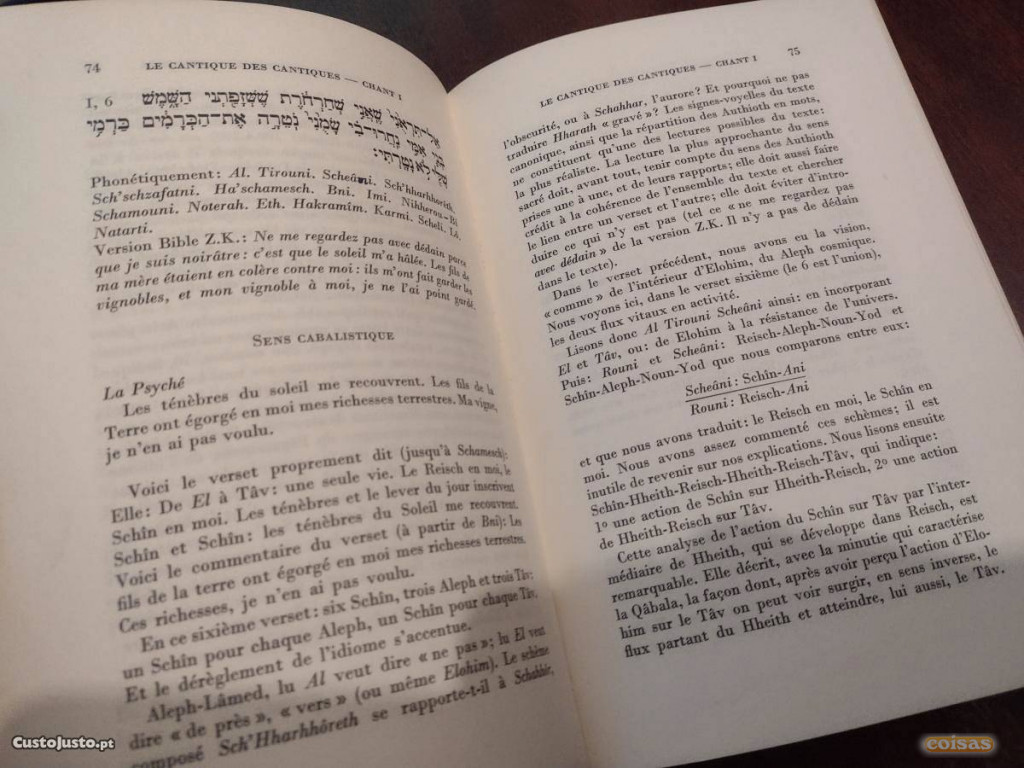 74 LE CANTIQUE DES CANTIQUES — CHANT I
I, 6 אַל־תִּרְאֻנִי שֶׁאֲנִי שְׁחַרְחֹרֶת שֶׁשֱּׁזָפַתְנִי הַשָּׁמֶשׁ
בְּנֵי אִמִּי נִחֲרוּ־בִי שָׂמֻנִי נֹטֵרָה אֶת־הַכְּרָמִים כַּרְמִי
שֶׁלִּי לֹא נָטָרְתִּי׃
Phonétiquement : Al. Tirouni. Scheâni. Sch'hharhhorith.
Sch'schzafatni. Ha'schamesch. Bni. Imi. Nikherou-Bi.
Schamouni. Noterah. Eth. Hakramîm. Karmi. Scheli. Lô.
Natarti.
Version Bible Z.K. : Ne me regardez pas avec dédain parce
que je suis noirâtre : c'est que le soleil m'a hâlée. Les fils de
ma mère étaient en colère contre moi : ils m'ont fait garder les
vignobles, et mon vignoble à moi, je ne l'ai point gardé.
SENS CABALISTIQUE
La Psyché
Les ténèbres du soleil me recouvrent. Les fils de la
Terre ont égorgé en moi mes richesses terrestres. Ma vigne,
je n'en ai pas voulu.
Voici le verset proprement dit (jusqu'à Schamesch) :
Elle : De El à Tâv : une seule vie. Le Reisch en moi, le
Schîn en moi. Les ténèbres et le lever du jour inscrivent
Schîn et Schîn : les ténèbres du Soleil me recouvrent.
Voici le commentaire du verset (à partir de Bni) : Les
fils de la terre ont égorgé en moi mes richesses terrestres.
Ces richesses, je n'en ai pas voulu.
En ce sixième verset : six Schîn, trois Aleph et trois Tâv :
un Schîn pour chaque Aleph, un Schîn pour chaque Tâv.
Et le dérèglement de l'idiome s'accentue.
Aleph-Lâmed, lu Al veut dire « ne pas » ; lu El veut
dire « de près », « vers » (ou même Elohim). Le schème
composé Sch'Hharhhôreth se rapporte-t-il à Schahhôr,
LE CANTIQUE DES CANTIQUES — CHANT I 75
l'obscurité, ou à Schahhar, l'aurore ? Et pourquoi ne pas
traduire Hharath « gravé » ? Les signes-voyelles du texte
canonique, ainsi que la répartition des Authioth en mots,
ne constituent qu'une des lectures possibles du texte :
la plus réaliste. La lecture la plus approchante du sens
sacré doit, avant tout, tenir compte du sens des Authioth
prises une à une, et de leurs rapports ; elle doit aussi faire
crédit à la cohérence de l'ensemble du texte et chercher
le lien entre un verset et l'autre ; elle doit éviter d'intro-
duire ce qui n'y est pas (tel ce « ne me regardez pas
avec dédain » de la version Z.K. Il n'y a pas de dédain
dans le texte).
Dans le verset précédent, nous avons eu la vision,
« comme » de l'intérieur d'Elohim, du Aleph cosmique.
Nous voyons ici, dans le verset sixième (le 6 est l'union),
les deux flux vitaux en activité.
Lisons donc Al Tirouni Scheâni ainsi : en incorporant
El et Tâv, ou : de Elohim à la résistance de l'univers.
Puis : Rouni et Scheâni : Reisch-Aleph-Noun-Yod et
Schîn-Aleph-Noun-Yod que nous comparons entre eux :
Scheâni : Schîn-Ani
Rouni : Reisch-Ani
et que nous avons traduit : le Reisch en moi, le Schîn en
moi. Nous avons assez commenté ces schèmes ; il est
inutile de revenir sur nos explications. Nous lisons ensuite
Schîn-Hheith-Reisch-Hheith-Reisch-Tâv, qui indique :
1º une action de Schîn sur Hheith-Reisch, 2º une action
de Hheith-Reisch sur Tâv.
Cette analyse de l'action du Schîn sur Tâv par l'inter-
médiaire de Hheith, qui se développe dans Reisch, est
remarquable. Elle décrit, avec la minutie qui caractérise
la Qâbala, la façon dont, après avoir perçu l'action d'Elo-
him sur le Tâv on peut voir surgir, en sens inverse, le
flux partant du Hheith et atteindre, lui aussi, le Tâv.
CustoJusto.pt
coisas